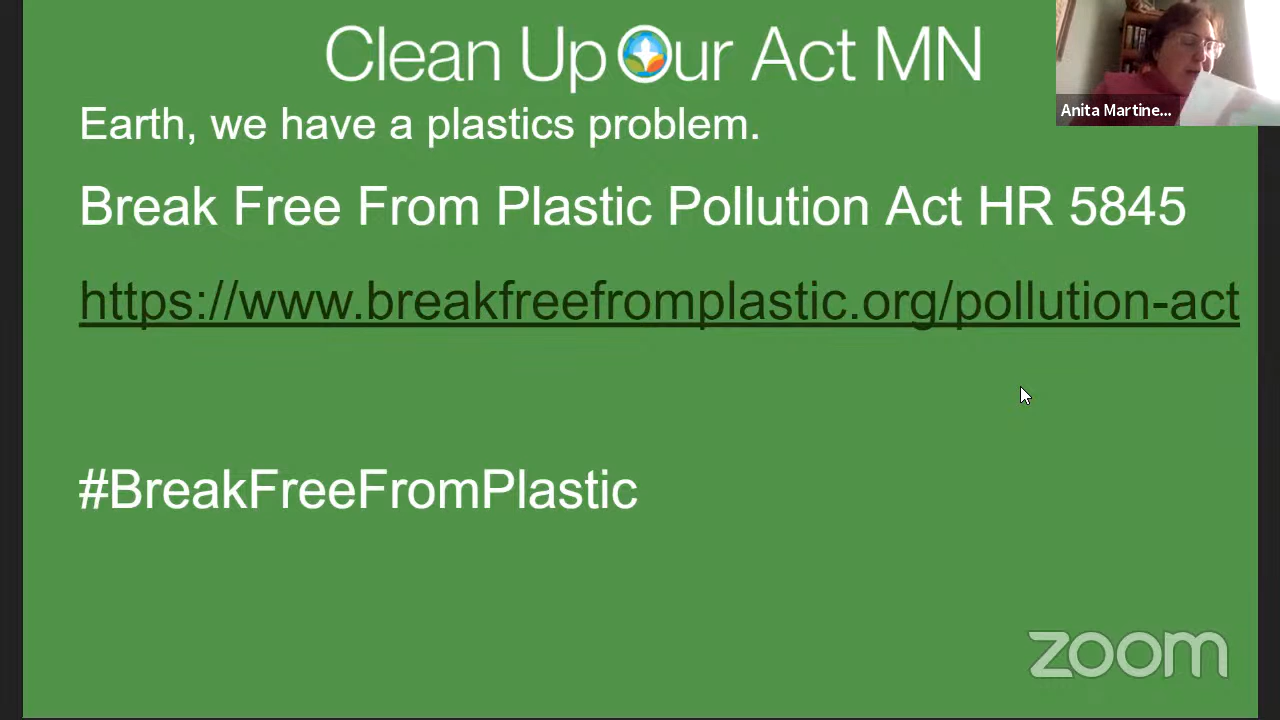 Clean Up Our Act MN
Earth, we have a plastics problem.
Break Free From Plastic Pollution Act HR 5845
https://www.breakfreefromplastic.org/pollution-act
#BreakFreeFromPlastic
Anita Martine...
zoom